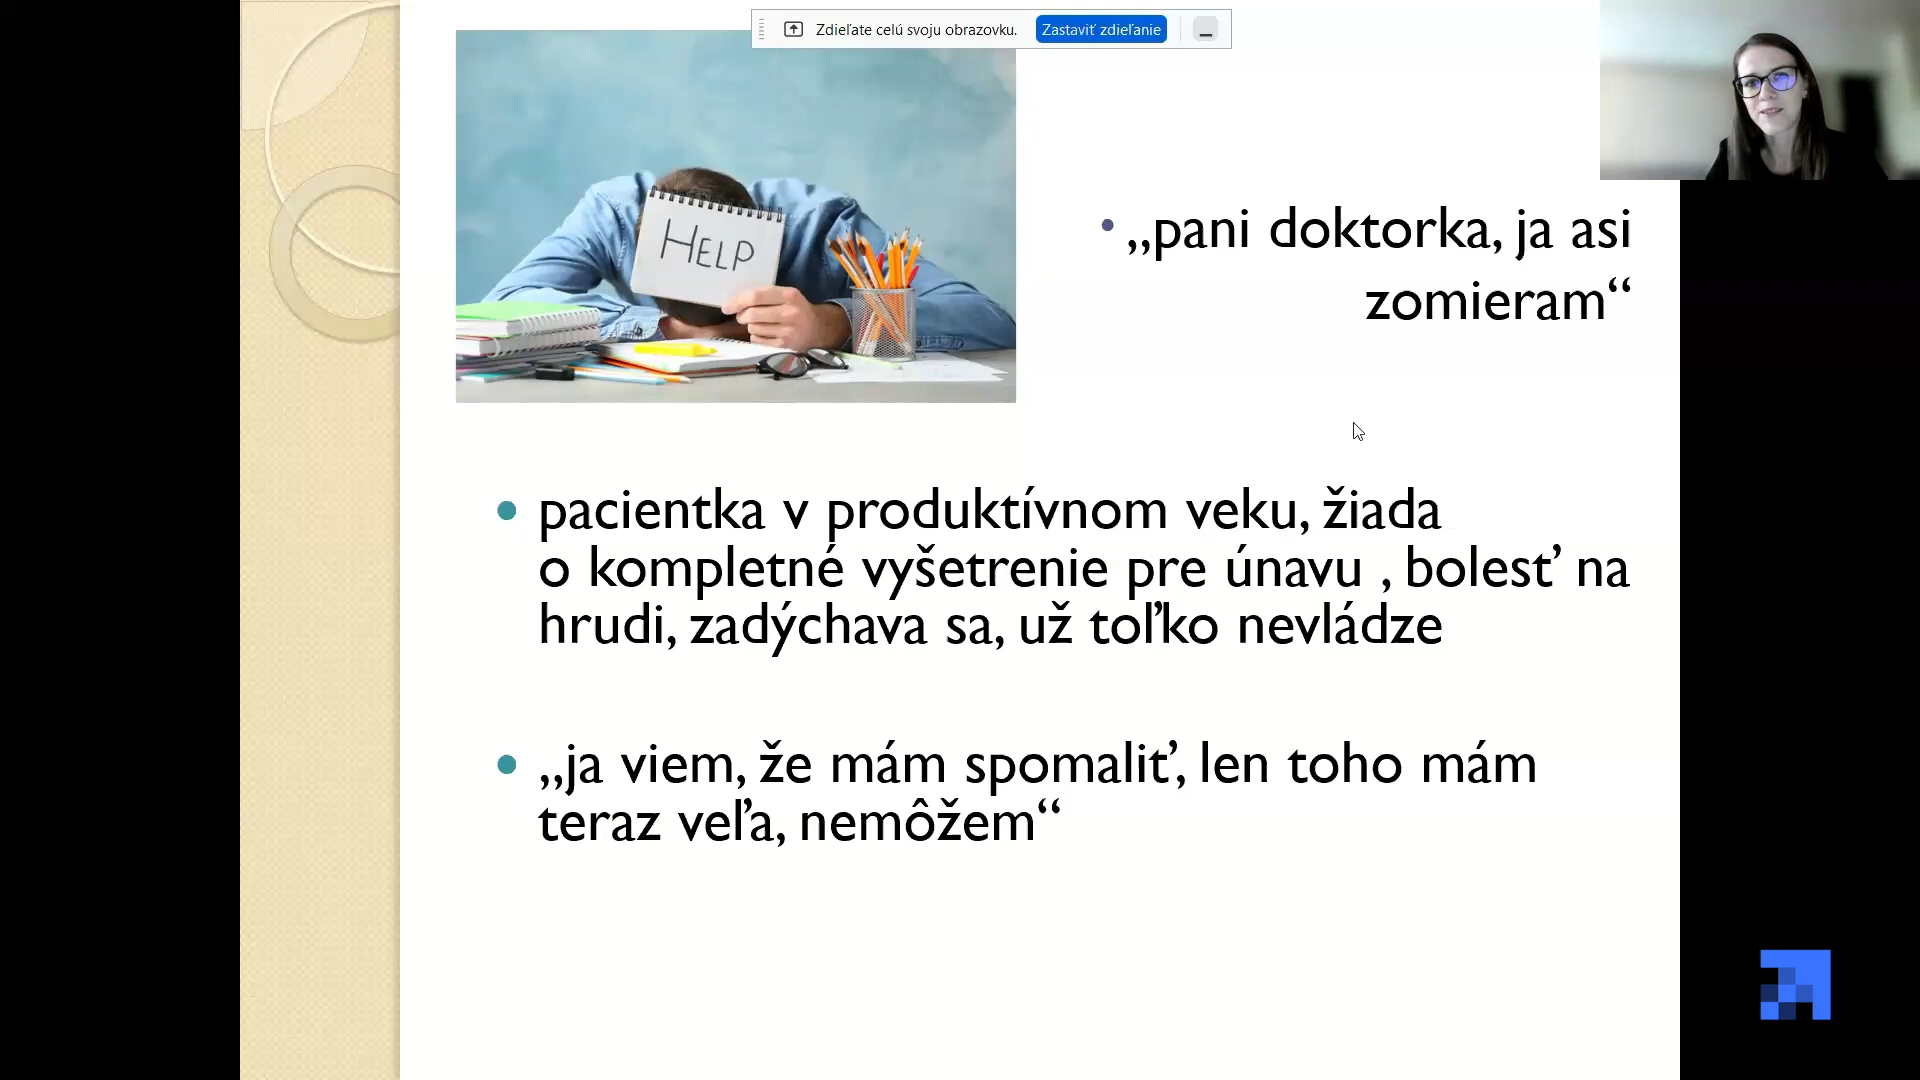 Zdieľate celú svoju obrazovku.
Zastaviť zdieľanie
HELP
„pani doktorka, ja asi
zomieram“
pacientka v produktívnom veku, žiada
o kompletné vyšetrenie pre únavu , bolesť na
hrudi, zadýchava sa, už toľko nevládze
„ja viem, že mám spomaliť, len toho mám
teraz veľa, nemôžem“